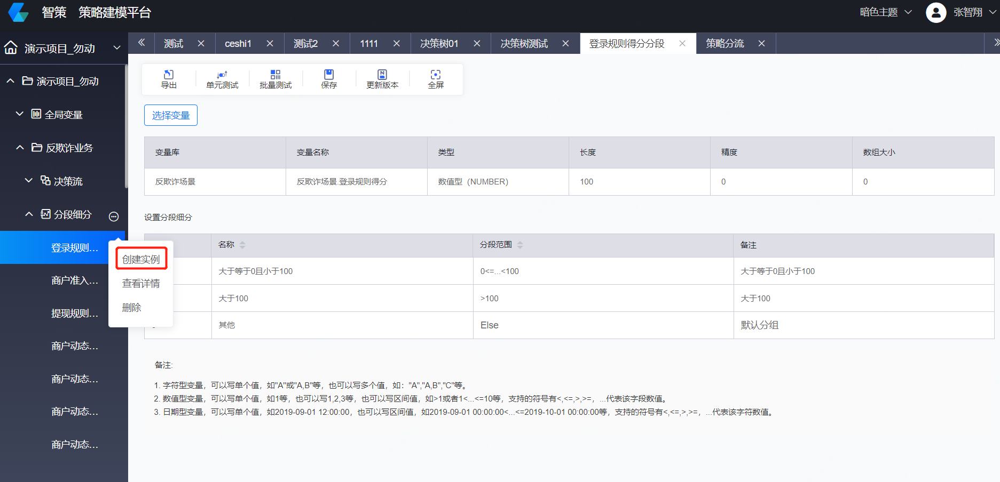 智策 策略建模平台
暗色主题 张智翔
演示项目_勿动
测试 ceshi1 测试2 1111 决策树01 决策树测试 登录规则得分分段 策略分流
演示项目_勿动
全局变量
反欺诈业务
决策流
分段细分
登录规则...
商户准入...
提现规则...
商户动态...
商户动态...
商户动态...
商户动态...
创建实例
查看详情
删除
导出 单元测试 批量测试 保存 更新版本 全屏
选择变量
变量库 变量名称 类型 长度 精度 数组大小
反欺诈场景 反欺诈场景.登录规则得分 数值型（NUMBER） 100 0 0
设置分段细分
名称 分段范围 备注
大于等于0且小于100 0<=...<100 大于等于0且小于100
大于100 >100 大于100
其他 Else 默认分组
备注:
1. 字符型变量，可以写单个值，如"A"或"A,B"等，也可以写多个值，如："A","A,B","C"等。
2. 数值型变量，可以写单个值，如1等，也可以写1,2,3等，也可以写区间值，如>1或者1<...<=10等，支持的符号有<,<=,>,>=，...代表该字段数值。
3. 日期型变量，可以写单个值，如2019-09-01 12:00:00，也可以写区间值，如2019-09-01 00:00:00<...<=2019-10-01 00:00:00等，支持的符号有<,<=,>,>=，...代表该字符数值。